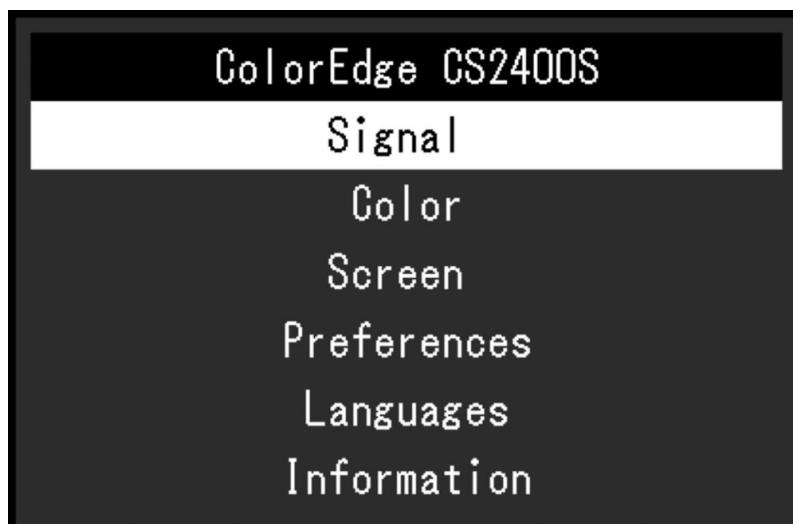 ColorEdge CS2400S
Signal
Color
Screen
Preferences
Languages
Information